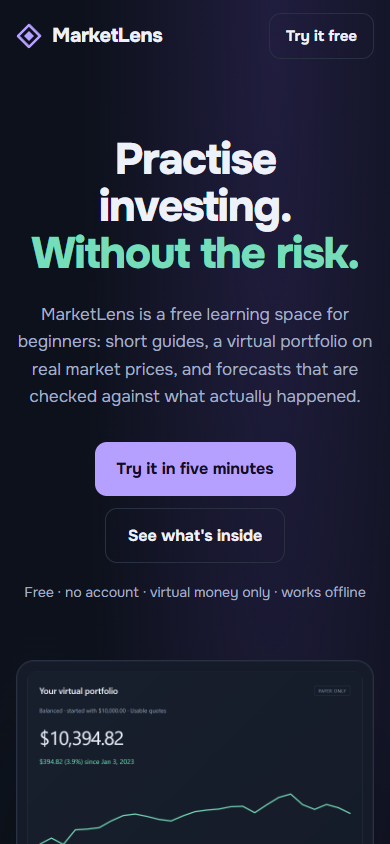 MarketLens
Try it free
Practise
investing.
Without the risk.
MarketLens is a free learning space for
beginners: short guides, a virtual portfolio on
real market prices, and forecasts that are
checked against what actually happened.
Try it in five minutes
See what's inside
Free · no account · virtual money only · works offline
Your virtual portfolio
PAPER ONLY
Balanced · started with $10,000.00 · Usable quotes
$10,394.82
$394.82 (3.9%) since Jan 3, 2023